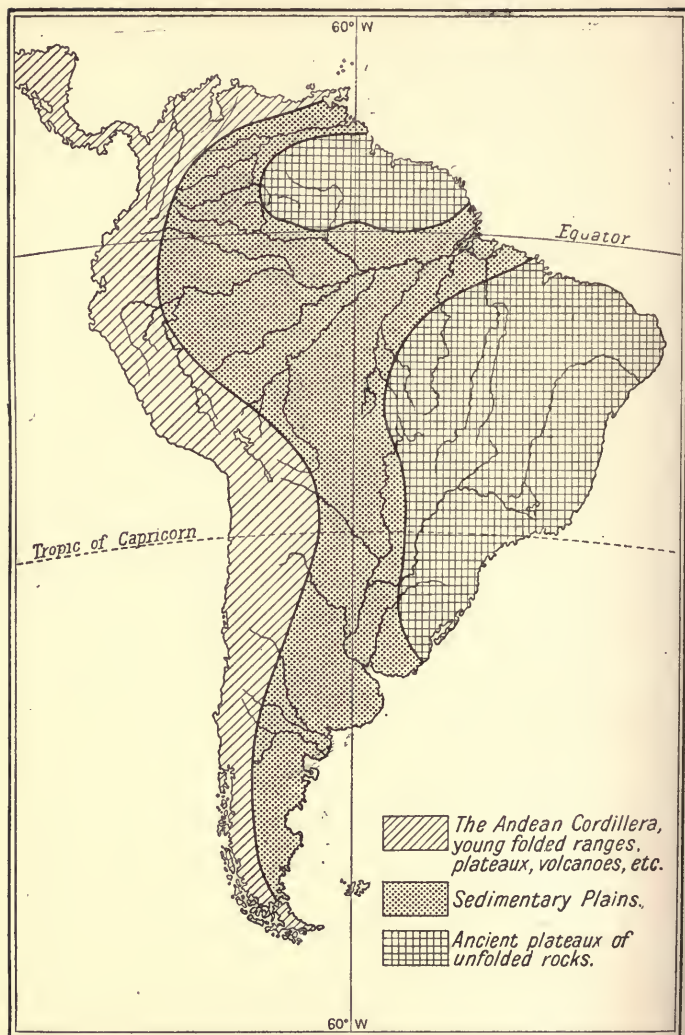 60° W
Equator
Tropic of Capricorn
The Andean Cordillera,
young folded ranges,
plateaux, volcanoes, etc.
Sedimentary Plains.
Ancient plateaux of
unfolded rocks.
60° W